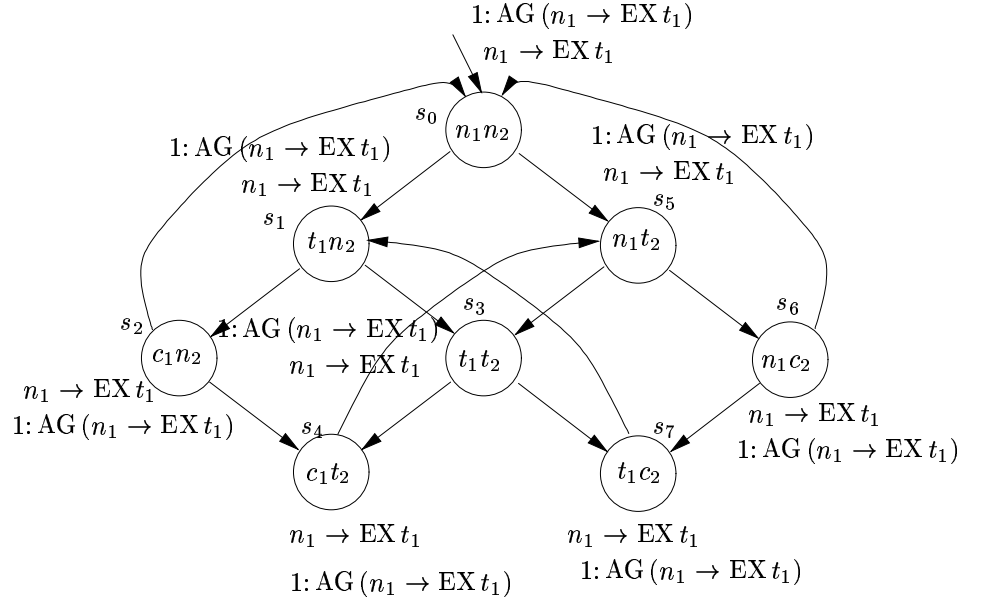 1: AG (n₁ → EX t₁)
n₁ → EX t₁
s₀
n₁n₂
1: AG (n₁ → EX t₁)
n₁ → EX t₁
1: AG (n₁ → EX t₁)
n₁ → EX t₁
s₁
t₁n₂
s₅
n₁t₂
s₂
c₁n₂
1: AG (n₁ → EX t₁)
n₁ → EX t₁
s₃
t₁t₂
s₆
n₁c₂
n₁ → EX t₁
1: AG (n₁ → EX t₁)
n₁ → EX t₁
1: AG (n₁ → EX t₁)
s₄
c₁t₂
s₇
t₁c₂
n₁ → EX t₁
1: AG (n₁ → EX t₁)
n₁ → EX t₁
1: AG (n₁ → EX t₁)